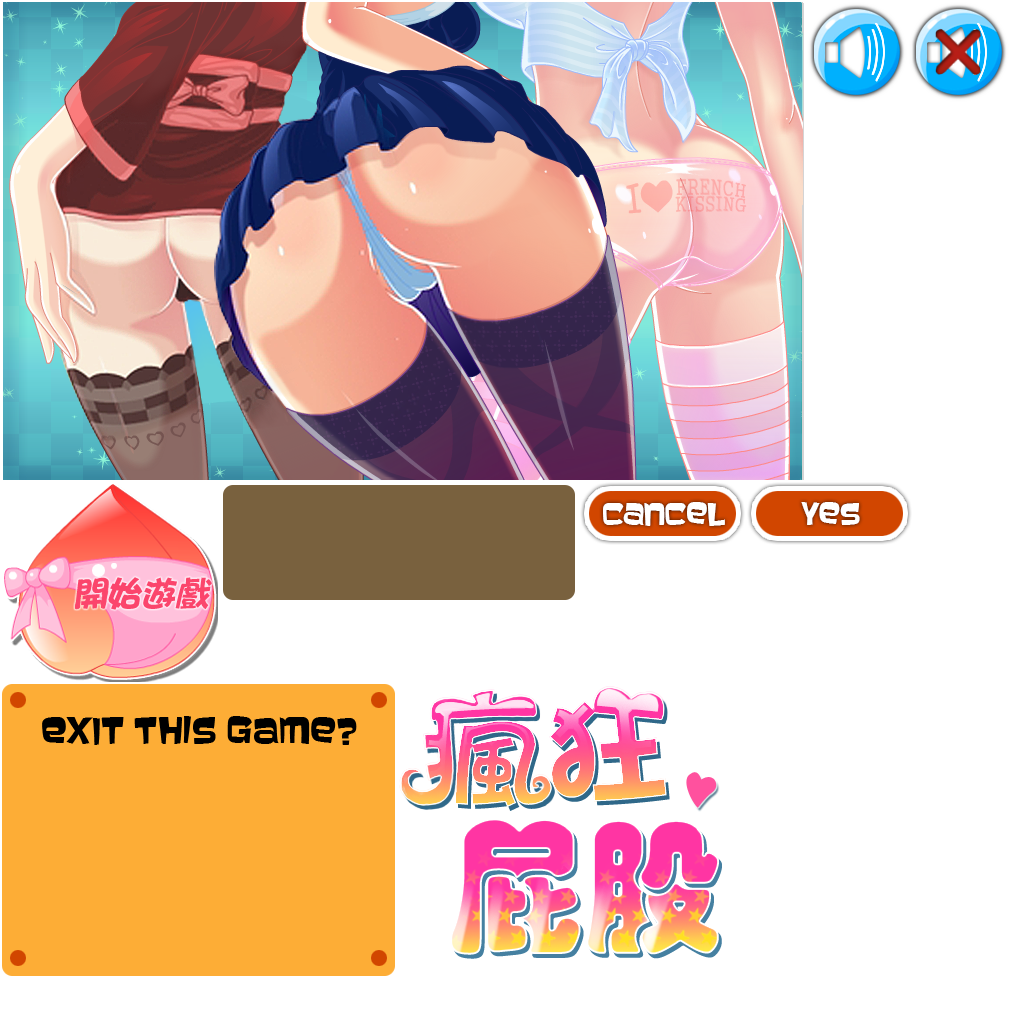 I ❤ FRENCH
KISSING
CANCEL
YES
開始遊戲
EXIT THIS GAME?
瘋狂
屁股